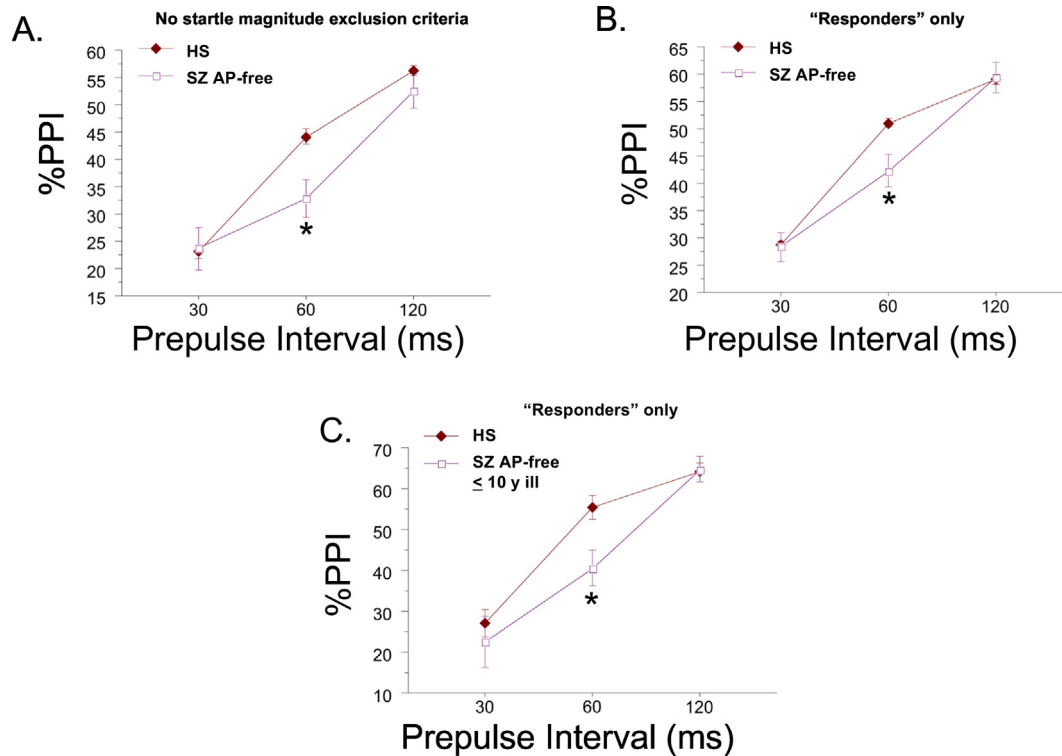 A.
No startle magnitude exclusion criteria
HS
SZ AP-free
60
55
50
45
40
35
30
25
20
15
%PPI
*
30 60 120
Prepulse Interval (ms)
B.
“Responders” only
HS
SZ AP-free
65
60
55
50
45
40
35
30
25
20
%PPI
*
30 60 120
Prepulse Interval (ms)
C.
“Responders” only
HS
SZ AP-free
≤ 10 y ill
70
60
50
40
30
20
10
%PPI
*
30 60 120
Prepulse Interval (ms)